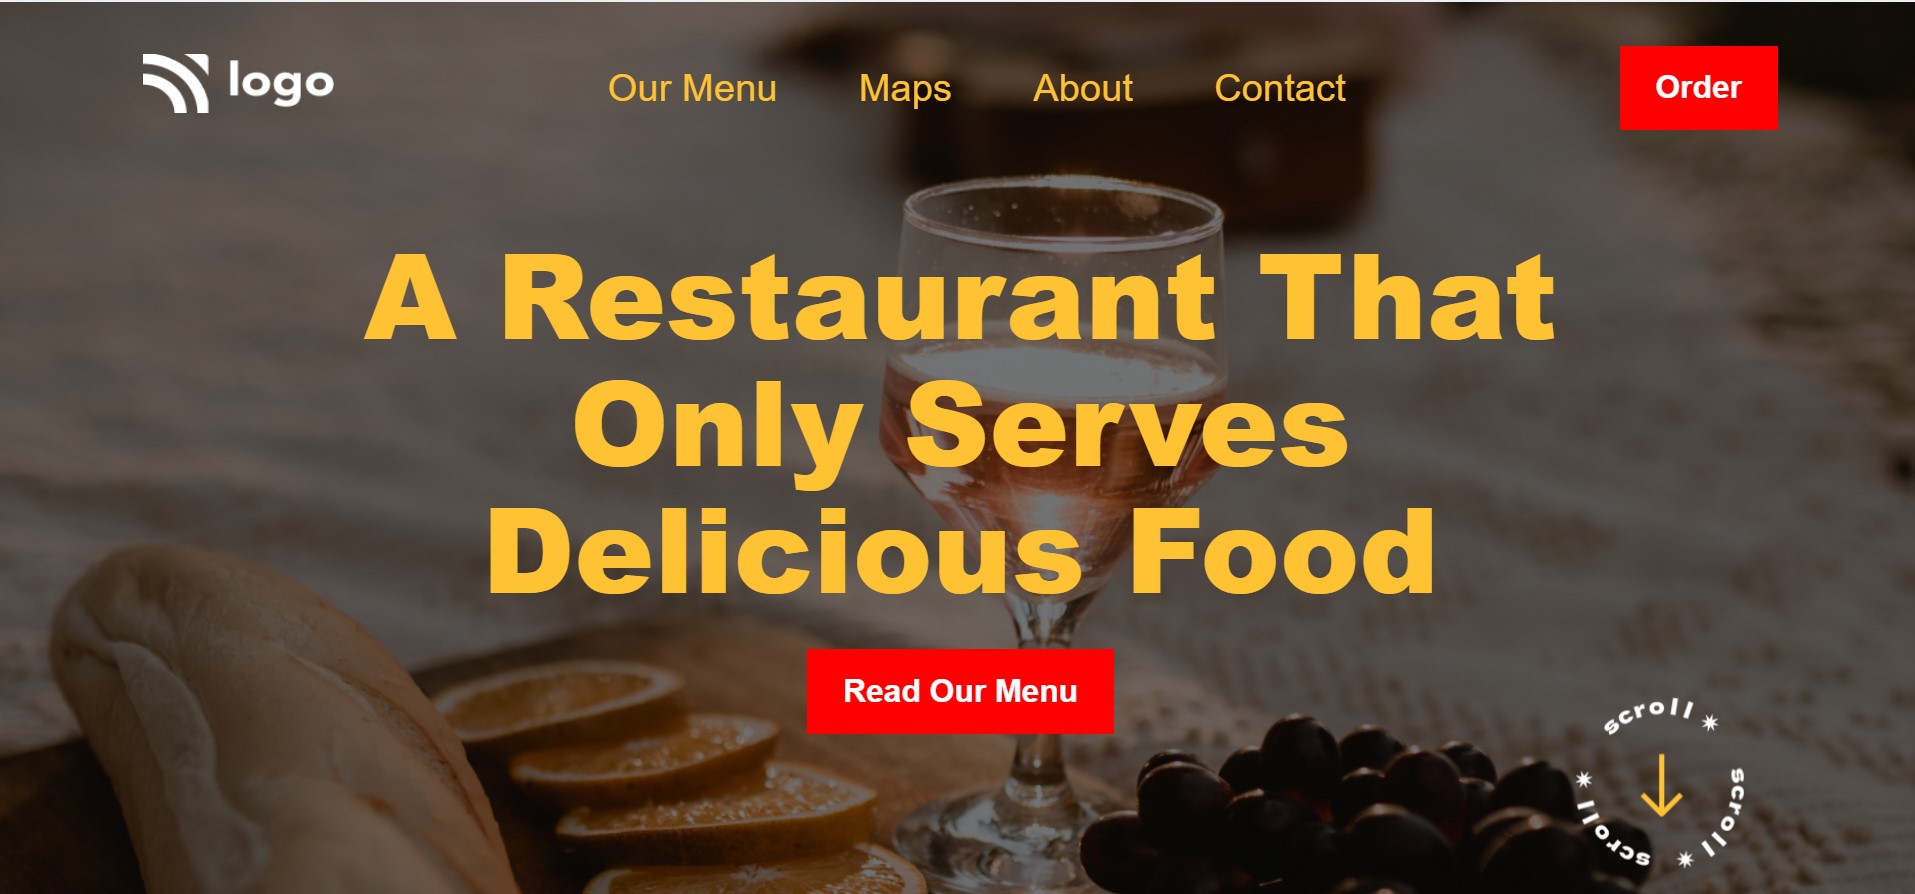 logo
Our Menu Maps About Contact
Order
A Restaurant That
Only Serves
Delicious Food
Read Our Menu
scroll ✷ scroll ✷ scroll ✷